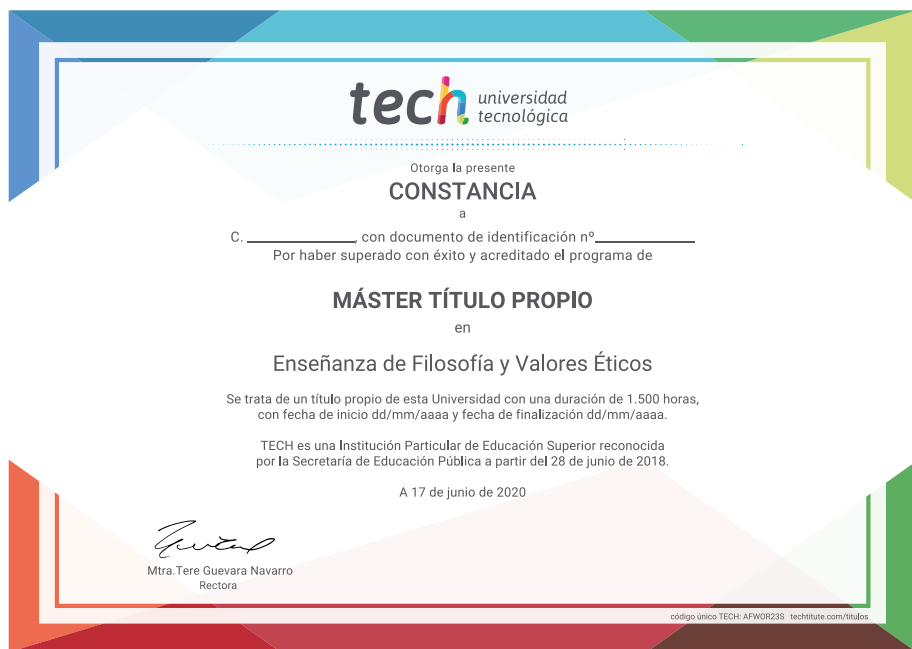 tech universidad
tecnológica
Otorga la presente
CONSTANCIA
a
C. ____________, con documento de identificación nº___________
Por haber superado con éxito y acreditado el programa de
MÁSTER TÍTULO PROPIO
en
Enseñanza de Filosofía y Valores Éticos
Se trata de un título propio de esta Universidad con una duración de 1.500 horas,
con fecha de inicio dd/mm/aaaa y fecha de finalización dd/mm/aaaa.
TECH es una Institución Particular de Educación Superior reconocida
por la Secretaría de Educación Pública a partir del 28 de junio de 2018.
A 17 de junio de 2020
Mtra.Tere Guevara Navarro
Rectora
código único TECH: AFWOR23S techtitute.com/titulos